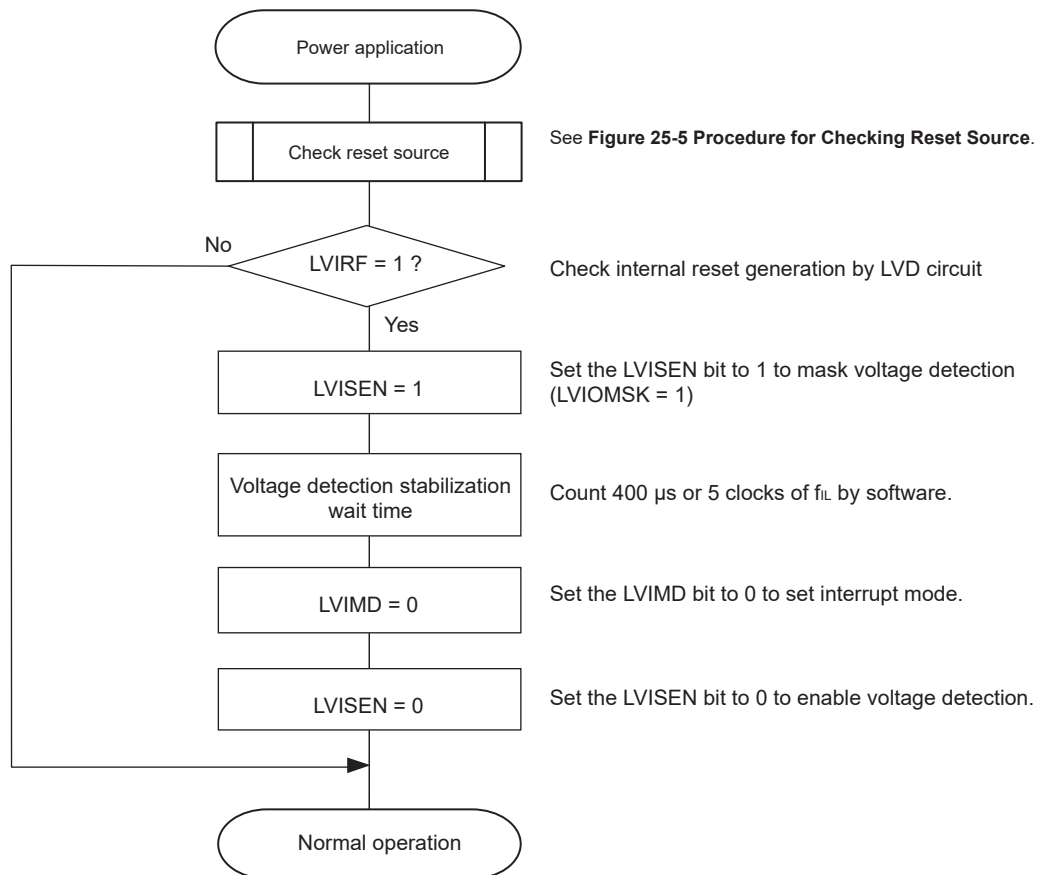 Power application
Check reset source
See Figure 25-5 Procedure for Checking Reset Source.
No
LVIRF = 1 ?
Check internal reset generation by LVD circuit
Yes
LVISEN = 1
Set the LVISEN bit to 1 to mask voltage detection
(LVIOMSK = 1)
Voltage detection stabilization
wait time
Count 400 μs or 5 clocks of fIL by software.
LVIMD = 0
Set the LVIMD bit to 0 to set interrupt mode.
LVISEN = 0
Set the LVISEN bit to 0 to enable voltage detection.
Normal operation